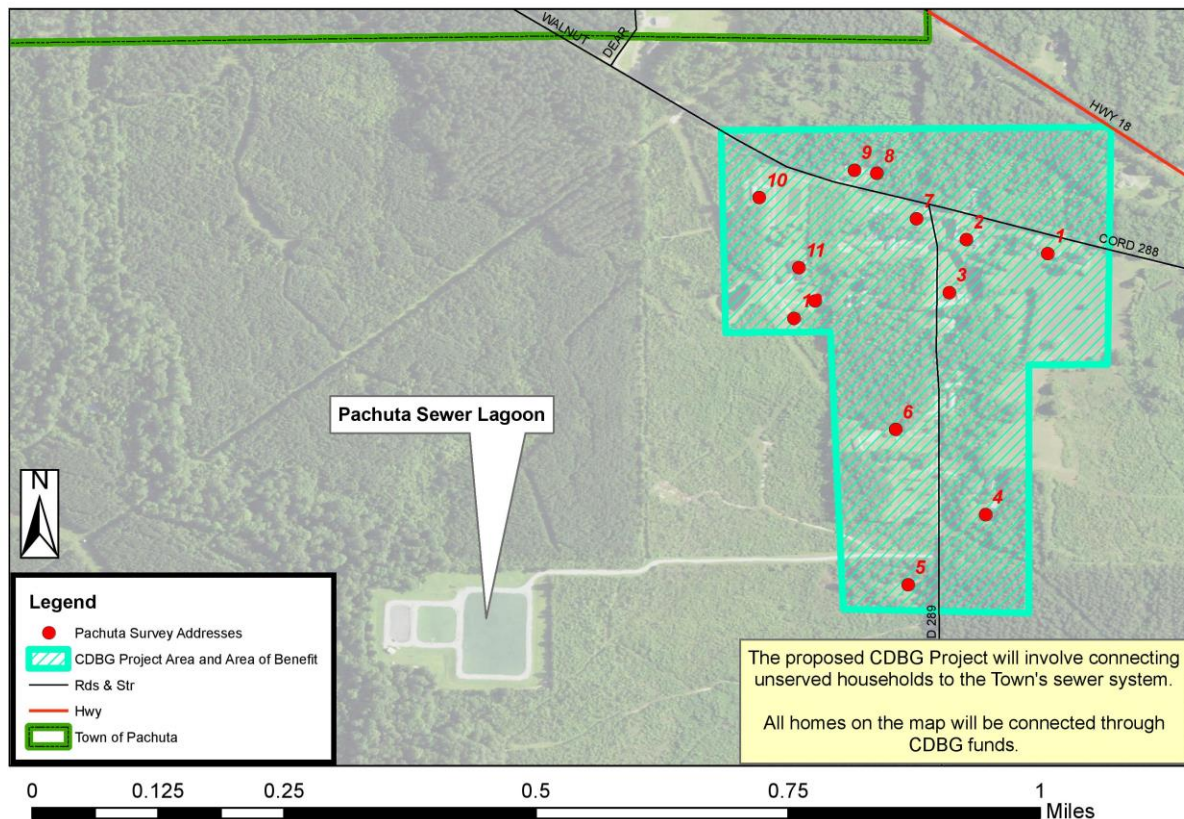 WALNUT
DEAR
HWY 18
9
8
10
7
2
1
CORD 288
11
3
6
4
5
D 289
Pachuta Sewer Lagoon
N
Legend
Pachuta Survey Addresses
CDBG Project Area and Area of Benefit
Rds & Str
Hwy
Town of Pachuta
The proposed CDBG Project will involve connecting
unserved households to the Town's sewer system.
All homes on the map will be connected through
CDBG funds.
0 0.125 0.25 0.5 0.75 1
Miles